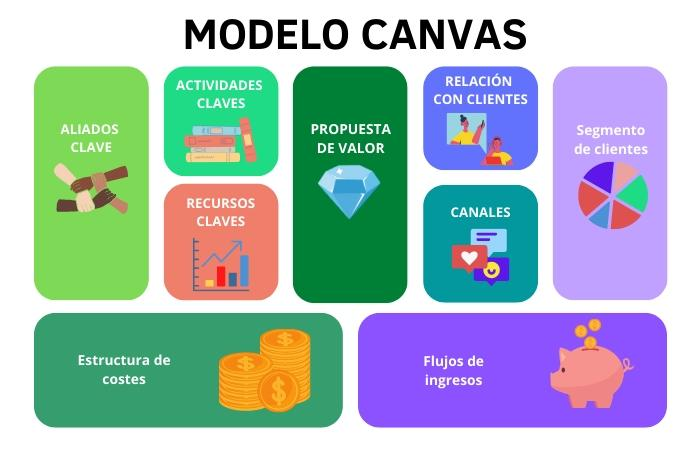 MODELO CANVAS
ALIADOS
CLAVE
ACTIVIDADES
CLAVES
RECURSOS
CLAVES
PROPUESTA
DE VALOR
RELACIÓN
CON CLIENTES
CANALES
Segmento
de clientes
Estructura de
costes
Flujos de
ingresos